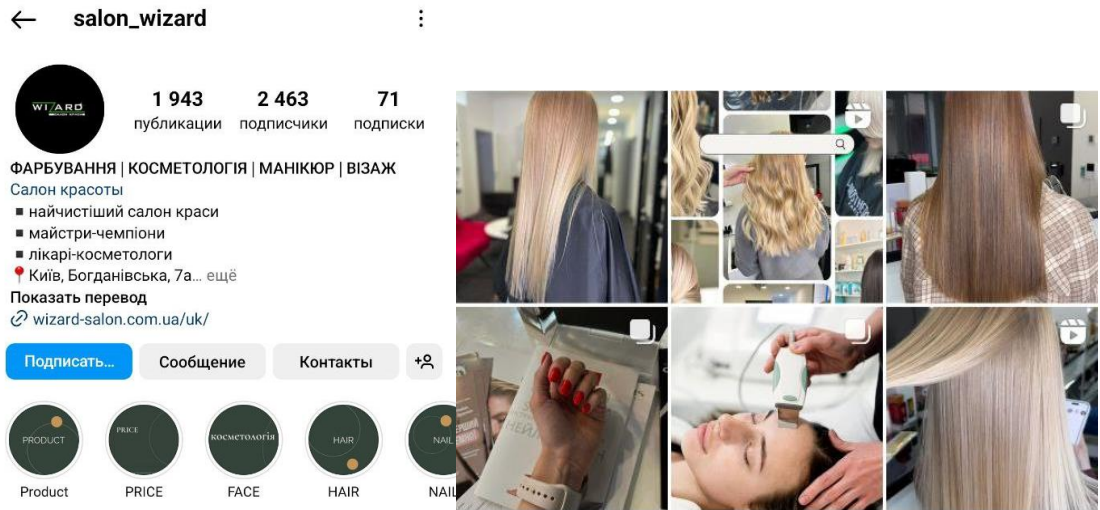 salon_wizard
WIZARD
1 943
2 463
71
публикации
подписчики
подписки
ФАРБУВАННЯ | КОСМЕТОЛОГІЯ | МАНІКЮР | ВІЗАЖ
Салон красоты
▪ найчистіший салон краси
▪ майстри-чемпіони
▪ лікарі-косметологи
📍Київ, Богданівська, 7а... ещё
Показать перевод
wizard-salon.com.ua/uk/
Подписать...
Сообщение
Контакты
PRODUCT
PRICE
косметологія
HAIR
NAIL
Product
PRICE
FACE
HAIR
NAIL